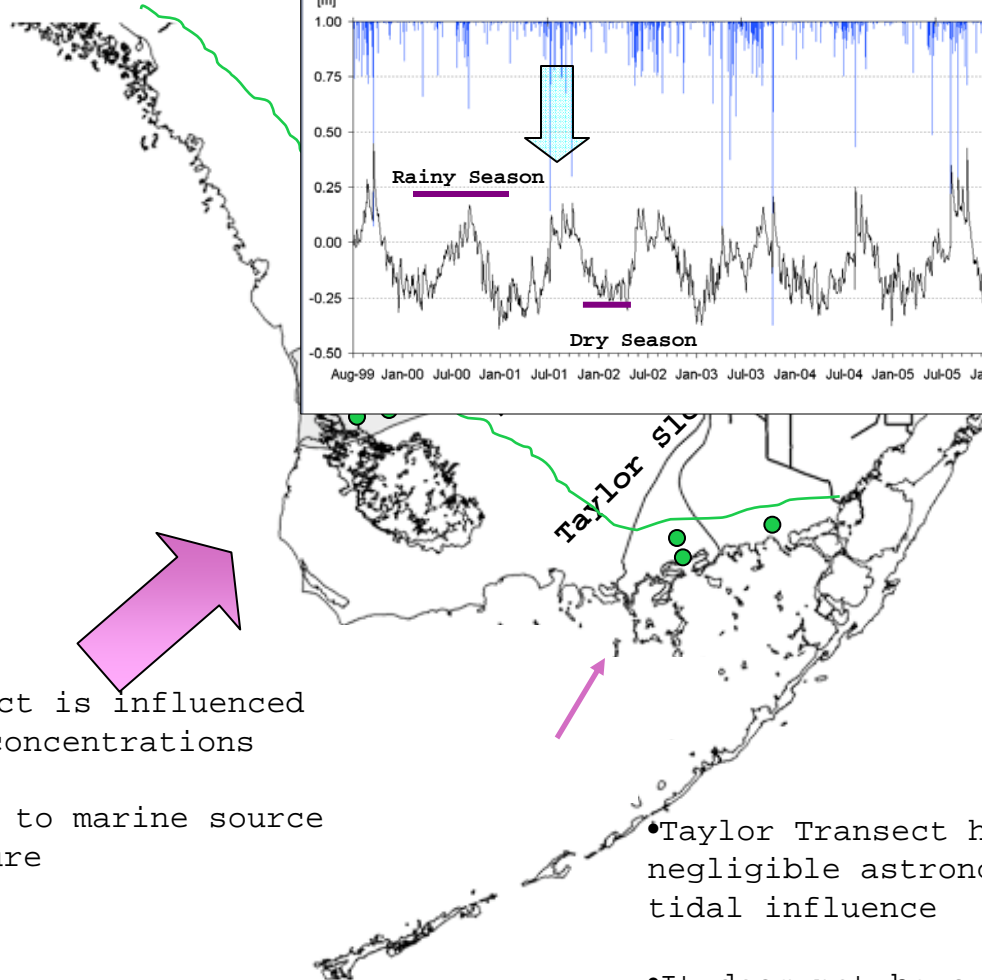 [m]
1.00
0.75
0.50
0.25
0.00
-0.25
-0.50
Rainy Season
Dry Season
Aug-99 Jan-00 Jul-00 Jan-01 Jul-01 Jan-02 Jul-02 Jan-03 Jul-03 Jan-04 Jul-04 Jan-05 Jul-05
Taylor Slo
ct is influenced
concentrations
to marine source
ure
•Taylor Transect h
negligible astrono
tidal influence